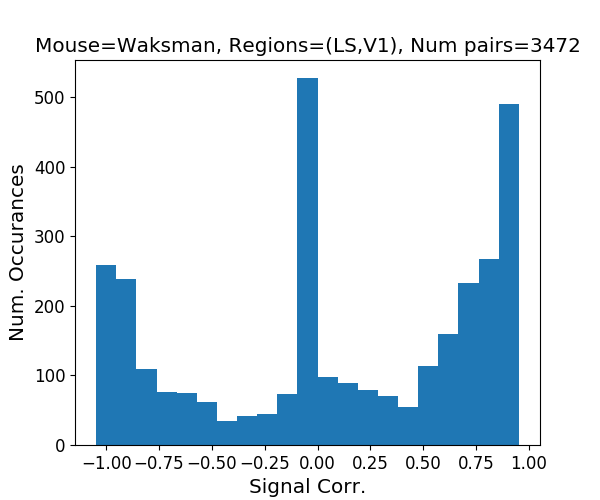 Mouse=Waksman, Regions=(LS,V1), Num pairs=3472
Num. Occurances
500
400
300
200
100
0
−1.00 −0.75 −0.50 −0.25 0.00 0.25 0.50 0.75 1.00
Signal Corr.